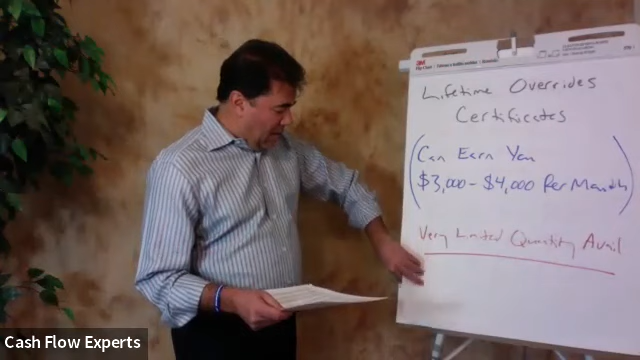 3M
Lifetime Overrides
Certificates
Can Earn You
$3,000 - $4,000 Per Month
Very Limited Quantity Avail
Cash Flow Experts